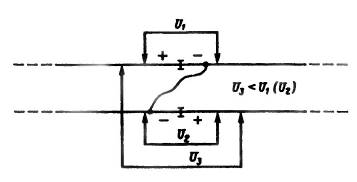 U₁
+ −
U₃ < U₁ (U₂)
− +
U₂
U₃